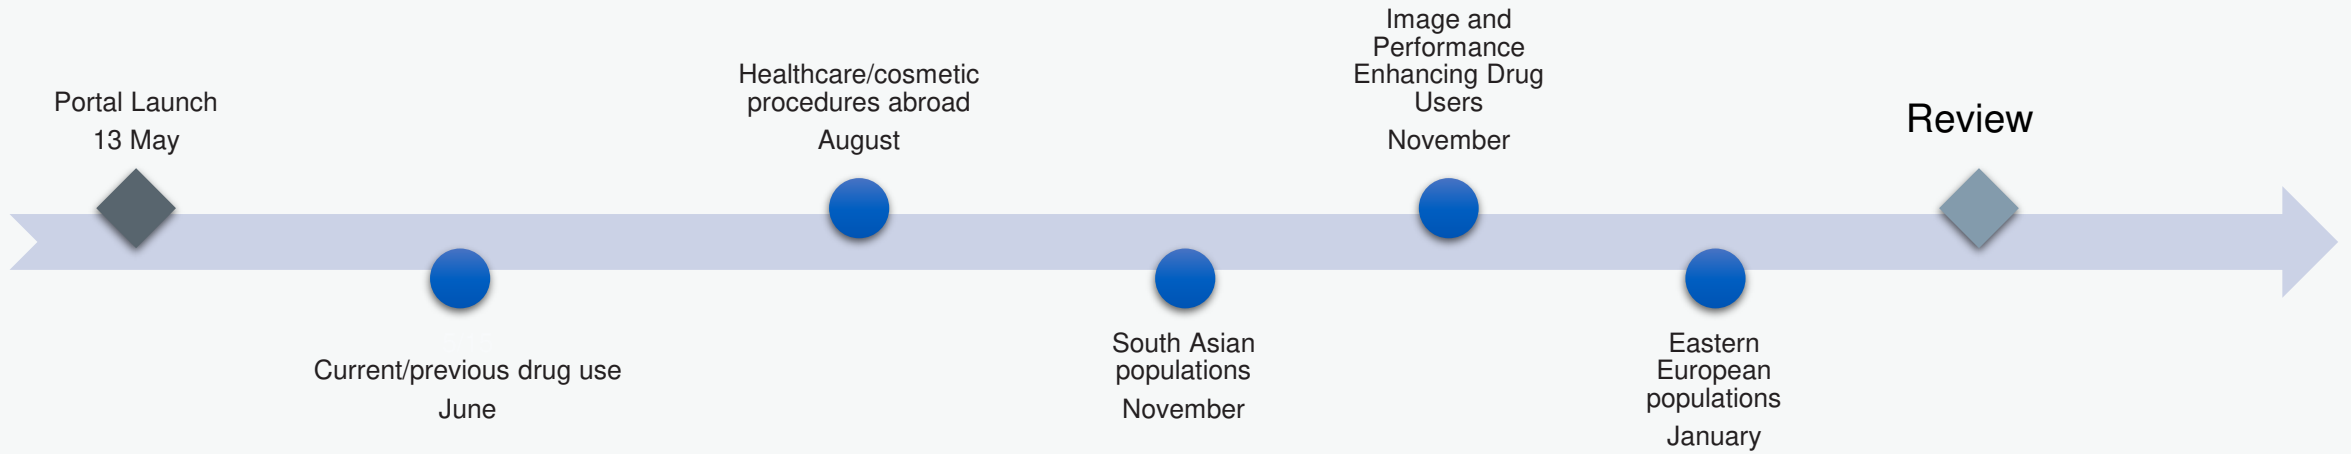 Portal Launch
13 May
Current/previous drug use
June
Healthcare/cosmetic
procedures abroad
August
South Asian
populations
November
Image and
Performance
Enhancing Drug
Users
November
Eastern
European
populations
January
Review